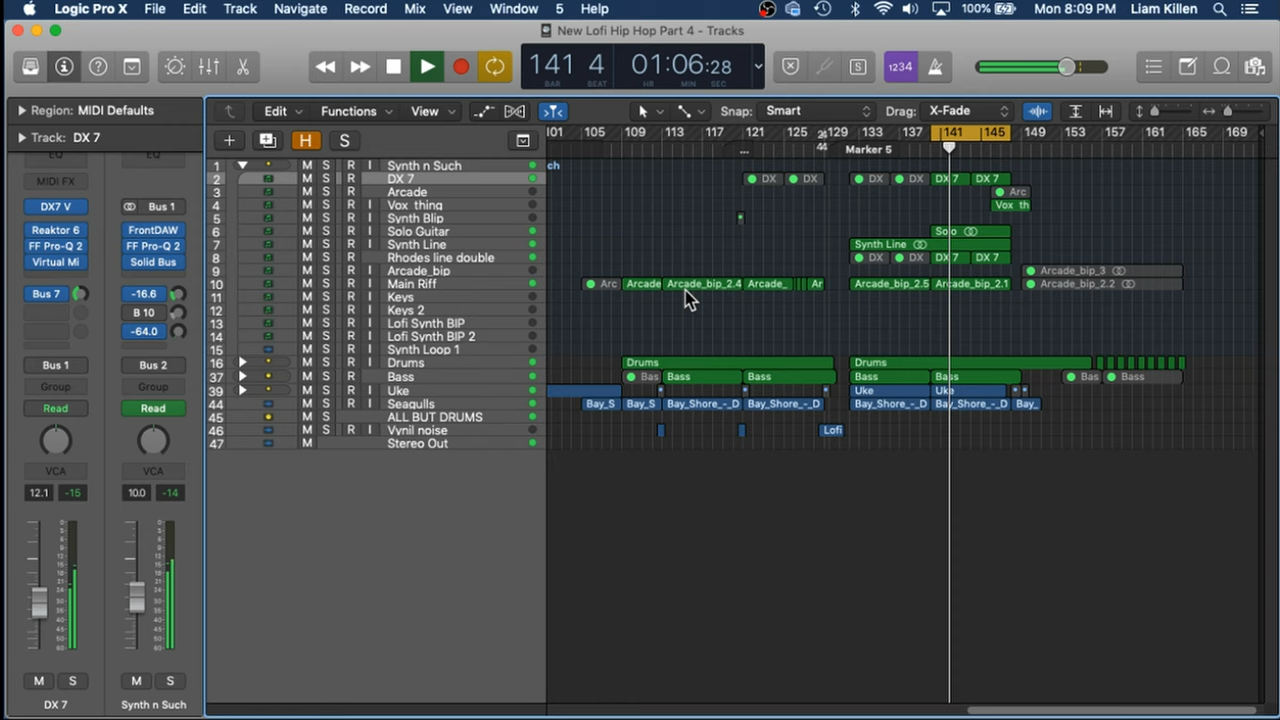 Logic Pro X File Edit Track Navigate Record Mix View Window 5 Help 100% Mon 8:09 PM Liam Killen
New Lofi Hip Hop Part 4 - Tracks
141 4 01:06:28 1234
BAR BEAT HR MIN SEC
Region: MIDI Defaults Edit Functions View Snap: Smart Drag: X-Fade
Track: DX 7 H S 101 105 109 113 117 121 125 129 133 137 141 145 149 153 157 161 165 169
... Marker 5
EQ EQ
1 M S R I Synth n Such ch
MIDI FX 2 M S R DX 7 DX DX DX DX DX 7 DX 7
3 M S R Arcade Arc
DX7 V Bus 1 4 M S R I Vox thing Vox th
5 M S R I Synth Blip
Reaktor 6 FrontDAW 6 M S R I Solo Guitar Solo
FF Pro-Q 2 FF Pro-Q 2 7 M S R I Synth Line Synth Line
Virtual Mi Solid Bus 8 M S R Rhodes line double DX DX DX 7 DX 7
9 M S R I Arcade_bip Arcade_bip_3
10 M S R I Main Riff Arc Arcade Arcade_bip_2.4 Arcade_ Ar Arcade_bip_2.5 Arcade_bip_2.1 Arcade_bip_2.2
Bus 7 -16.6 11 M S R I Keys
B 10 12 M S R I Keys 2
-64.0 13 M S R I Lofi Synth BIP
14 M S R I Lofi Synth BIP 2
15 M S R I Synth Loop 1
Bus 1 Bus 2 16 M S R I Drums Drums Drums
37 M S R I Bass Bas Bass Bass Bass Bass Bas Bass
Group Group 39 M S R I Uke Uke Uke
Read Read 44 M S R I Seagulls Bay_S Bay_S Bay_Shore_-_D Bay_Shore_-_D Bay_Shore_-_D Bay_Shore_-_D Bay_
45 M S ALL BUT DRUMS
46 M S R I Vynil noise Lofi
47 M Stereo Out
VCA VCA
12.1 -15 10.0 -14
M S M S
DX 7 Synth n Such